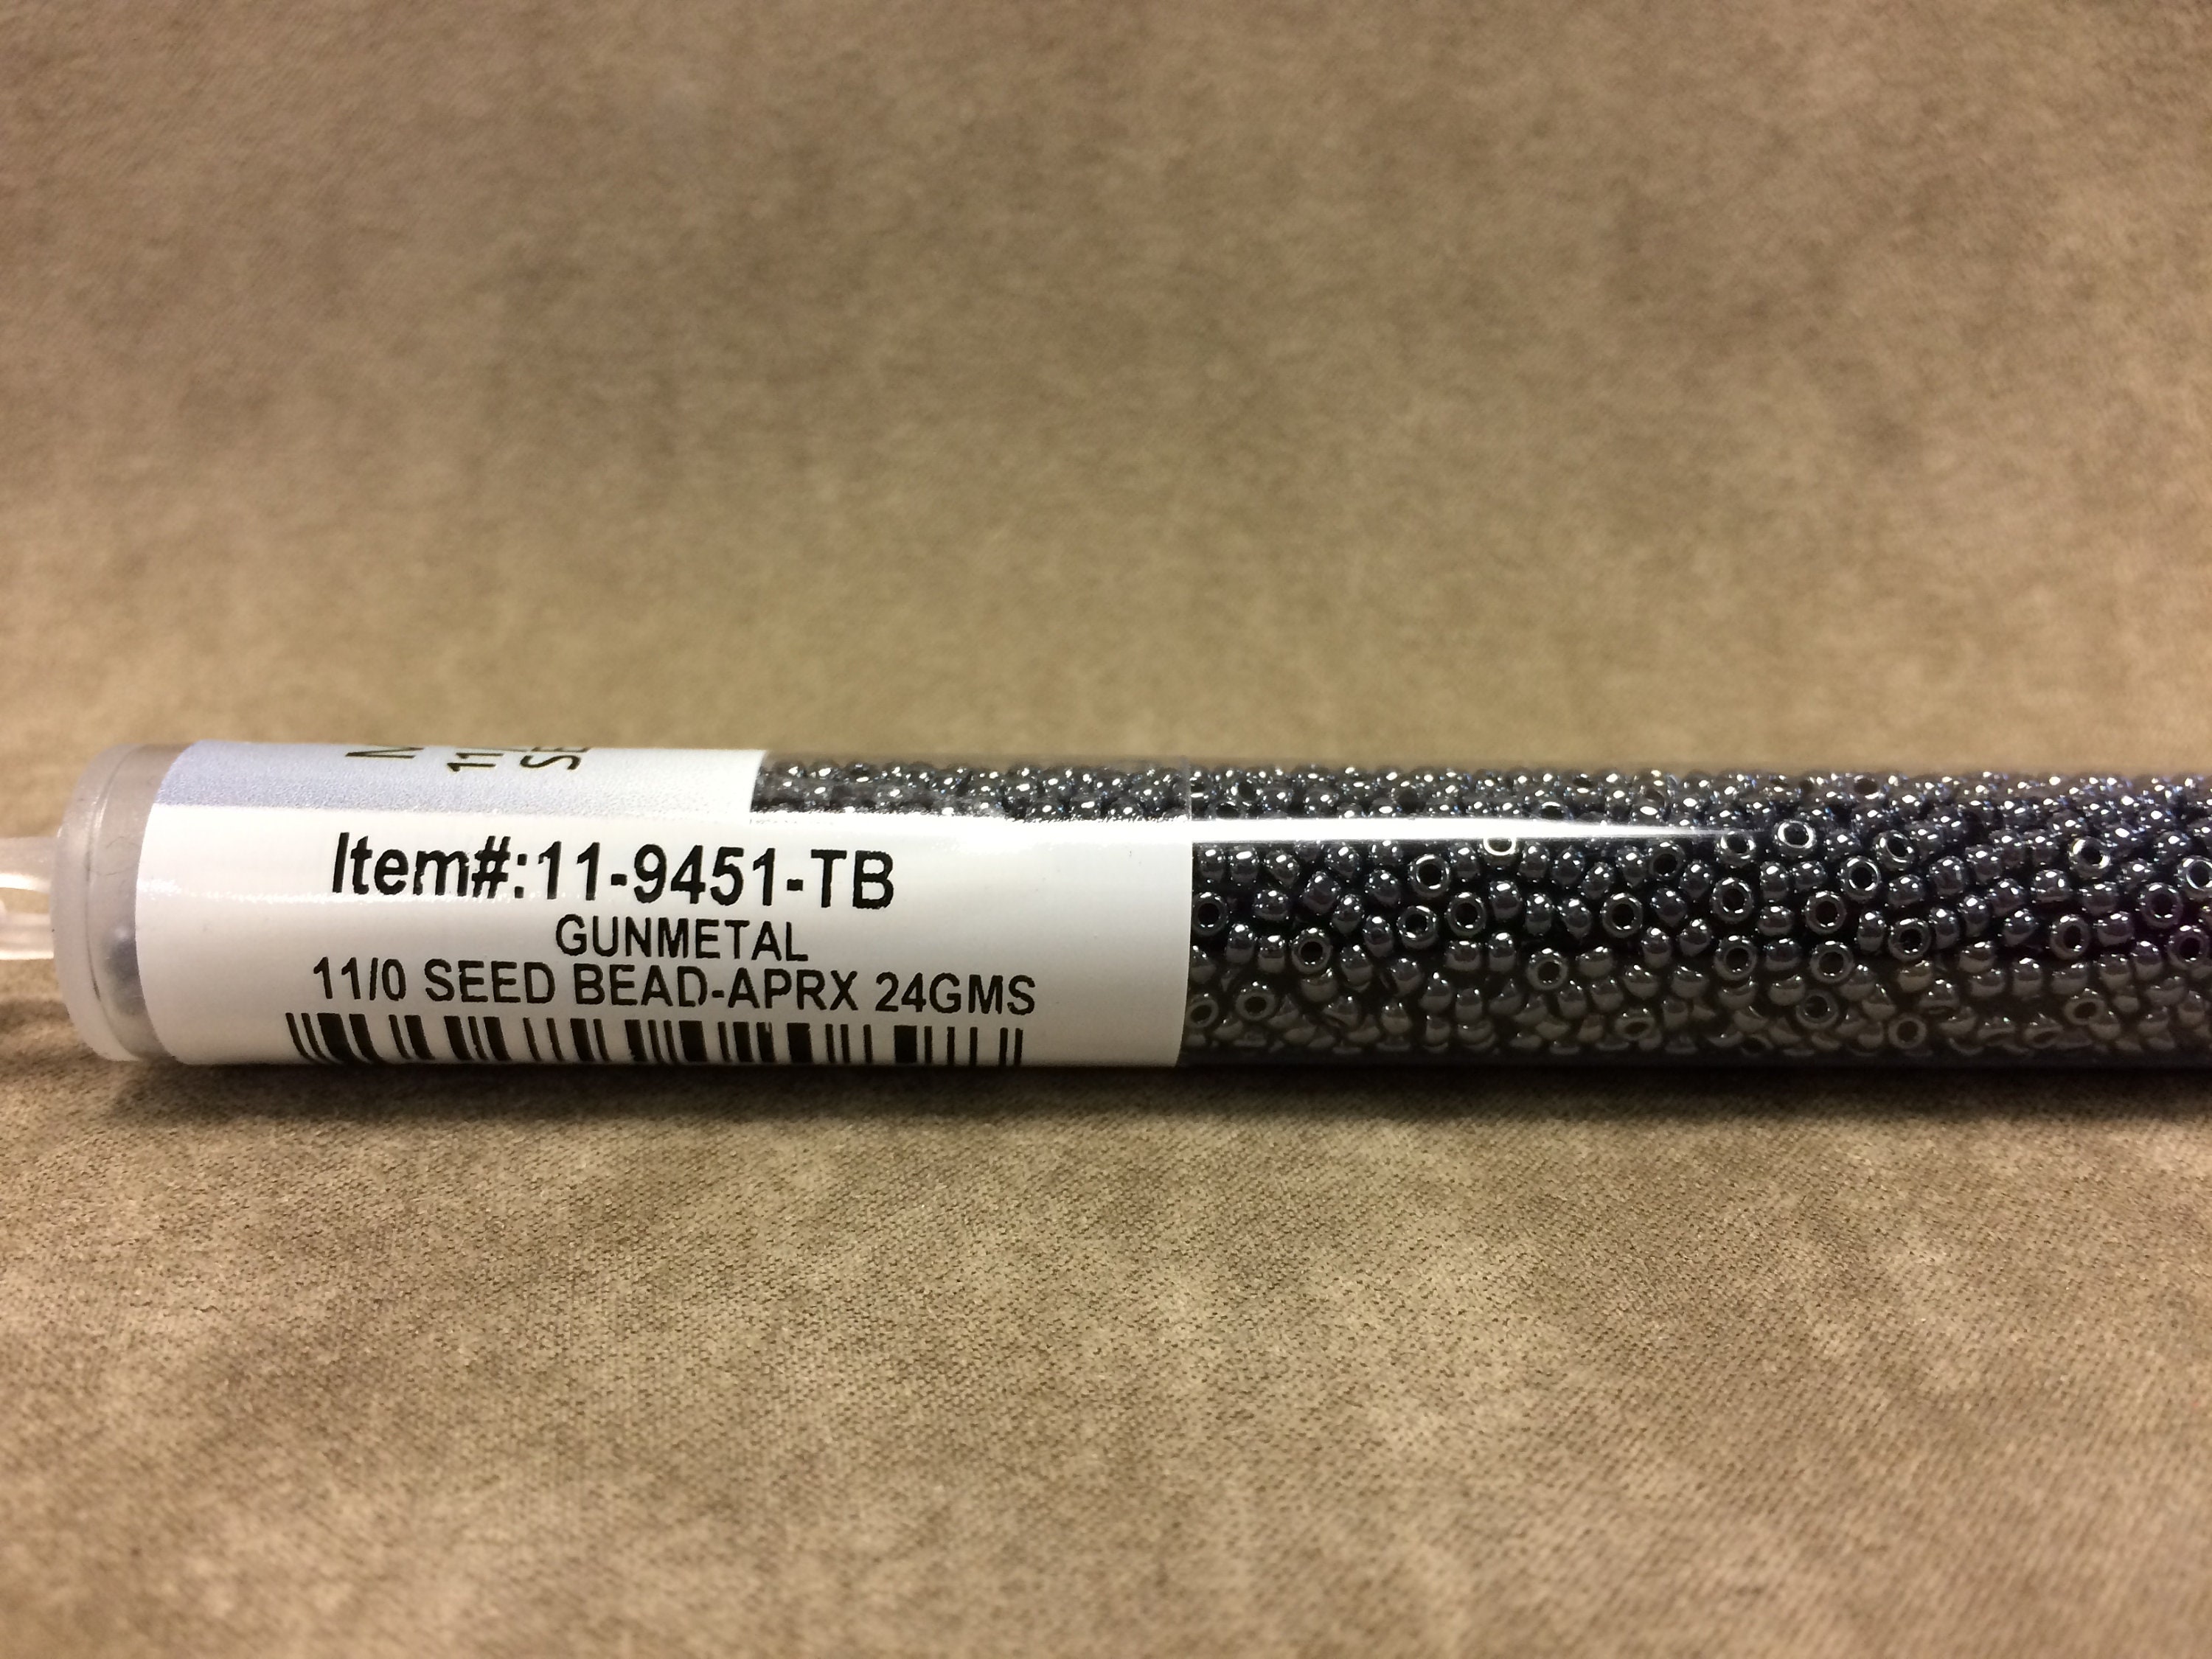 Item#:11-9451-TB
GUNMETAL
11/0 SEED BEAD-APRX 24GMS